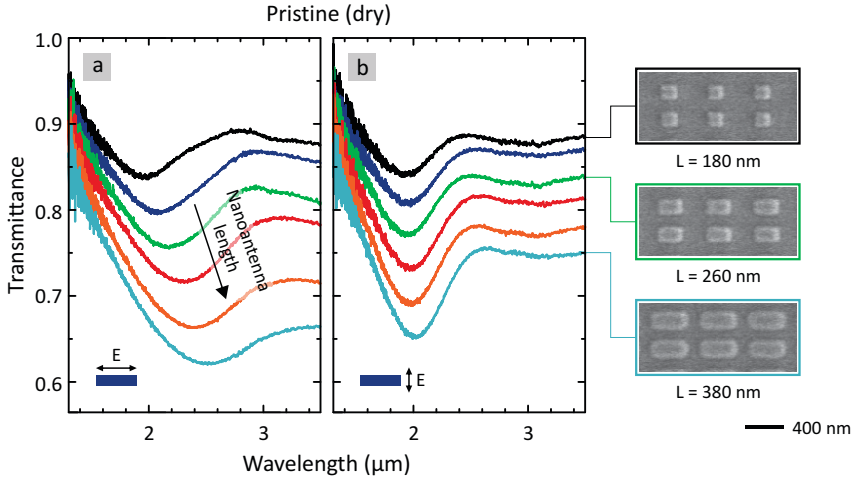 Pristine (dry)
a
b
1.0
0.9
0.8
0.7
0.6
Transmittance
Nanoantenna
length
E
E
2
3
2
3
Wavelength (μm)
L = 180 nm
L = 260 nm
L = 380 nm
400 nm